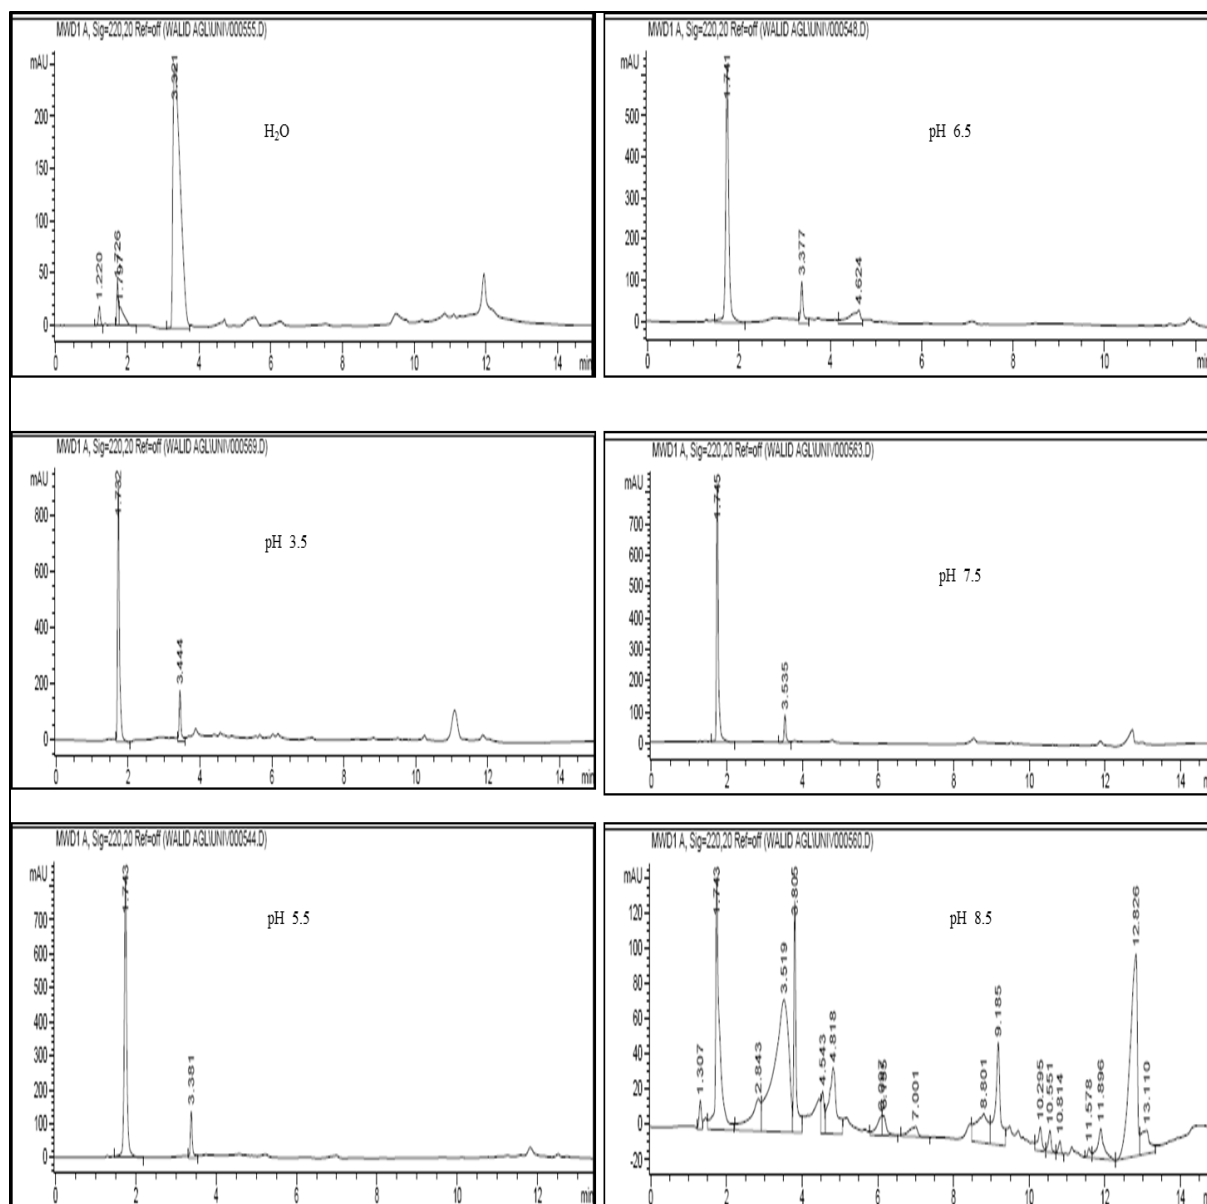 MWD1 A, Sig=220,20 Ref=off (WALID AGL\UNIV000555.D)
mAU
200
150
100
50
0
1.220
1.726
1.797
3.321
H₂O
0 2 4 6 8 10 12 14 min
MWD1 A, Sig=220,20 Ref=off (WALID AGL\UNIV000548.D)
mAU
500
400
300
200
100
0
1.741
3.377
4.624
pH 6.5
0 2 4 6 8 10
MWD1 A, Sig=220,20 Ref=off (WALID AGL\UNIV000569.D)
mAU
800
600
400
200
0
1.732
3.444
pH 3.5
0 2 4 6 8 10 12 14 min
MWD1 A, Sig=220,20 Ref=off (WALID AGL\UNIV000563.D)
mAU
700
600
500
400
300
200
100
0
1.745
3.535
pH 7.5
0 2 4 6 8 10 12 14
MWD1 A, Sig=220,20 Ref=off (WALID AGL\UNIV000544.D)
mAU
700
600
500
400
300
200
100
0
1.743
3.381
pH 5.5
0 2 4 6 8 10 12 min
MWD1 A, Sig=220,20 Ref=off (WALID AGL\UNIV000560.D)
mAU
120
100
80
60
40
20
0
-20
1.307
1.743
2.843
3.519
3.805
4.543
4.818
7.001
8.801
9.185
10.295
10.551
10.814
11.578
11.896
12.826
13.110
pH 8.5
0 2 4 6 8 10 12 14